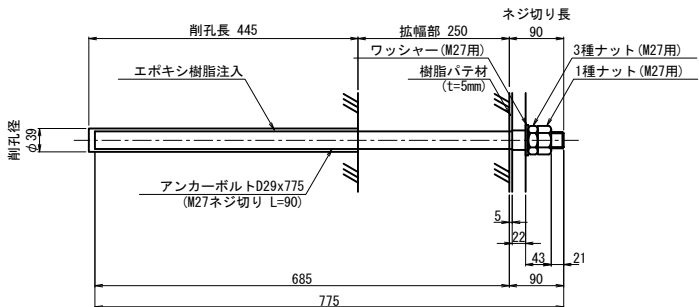 ネジ切り長
削孔長 445
拡幅部 250
90
ワッシャー(M27用)
3種ナット(M27用)
エポキシ樹脂注入
樹脂パテ材
(t=5mm)
1種ナット(M27用)
削孔径
φ39
アンカーボルトD29x775
(M27ネジ切り L=90)
5
22
43
21
685
90
775